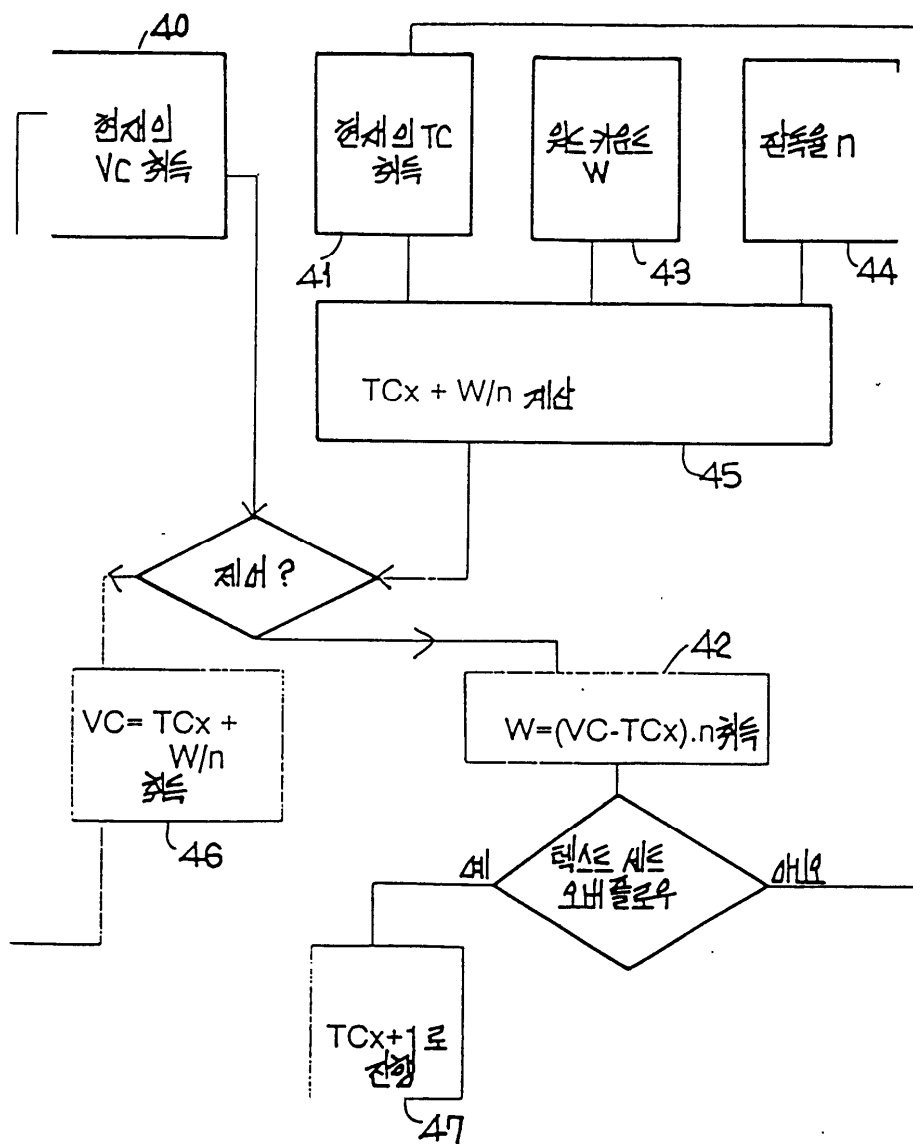 40
현재의
VC 취득
현재의 TC
취득
41
워드 카운트
W
43
판독율 n
44
TCx + W/n 계산
45
제어 ?
42
W=(VC-TCx).n취득
VC= TCx +
W/n
취득
46
텍스트 세트
오버플로우
예
아니오
TCx+1로
진행
47